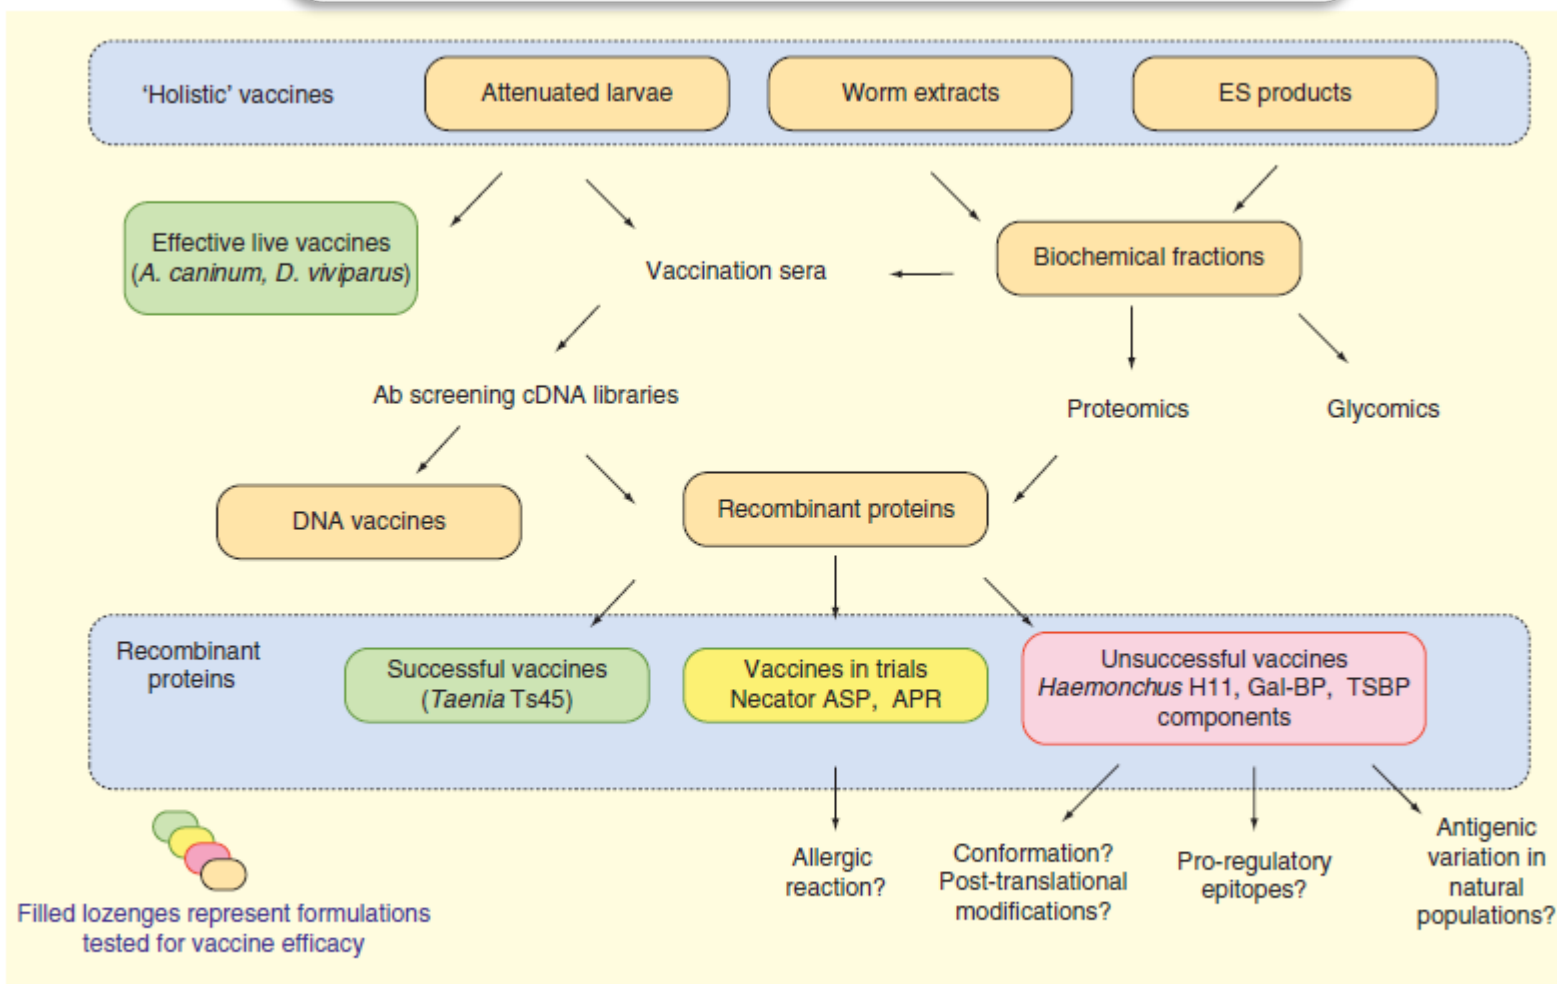 ‘Holistic’ vaccines
Attenuated larvae
Worm extracts
ES products
Effective live vaccines
(A. caninum, D. viviparus)
Vaccination sera
Biochemical fractions
Ab screening cDNA libraries
Proteomics
Glycomics
DNA vaccines
Recombinant proteins
Recombinant
proteins
Successful vaccines
(Taenia Ts45)
Vaccines in trials
Necator ASP, APR
Unsuccessful vaccines
Haemonchus H11, Gal-BP, TSBP
components
Allergic
reaction?
Conformation?
Post-translational
modifications?
Pro-regulatory
epitopes?
Antigenic
variation in
natural
populations?
Filled lozenges represent formulations
tested for vaccine efficacy